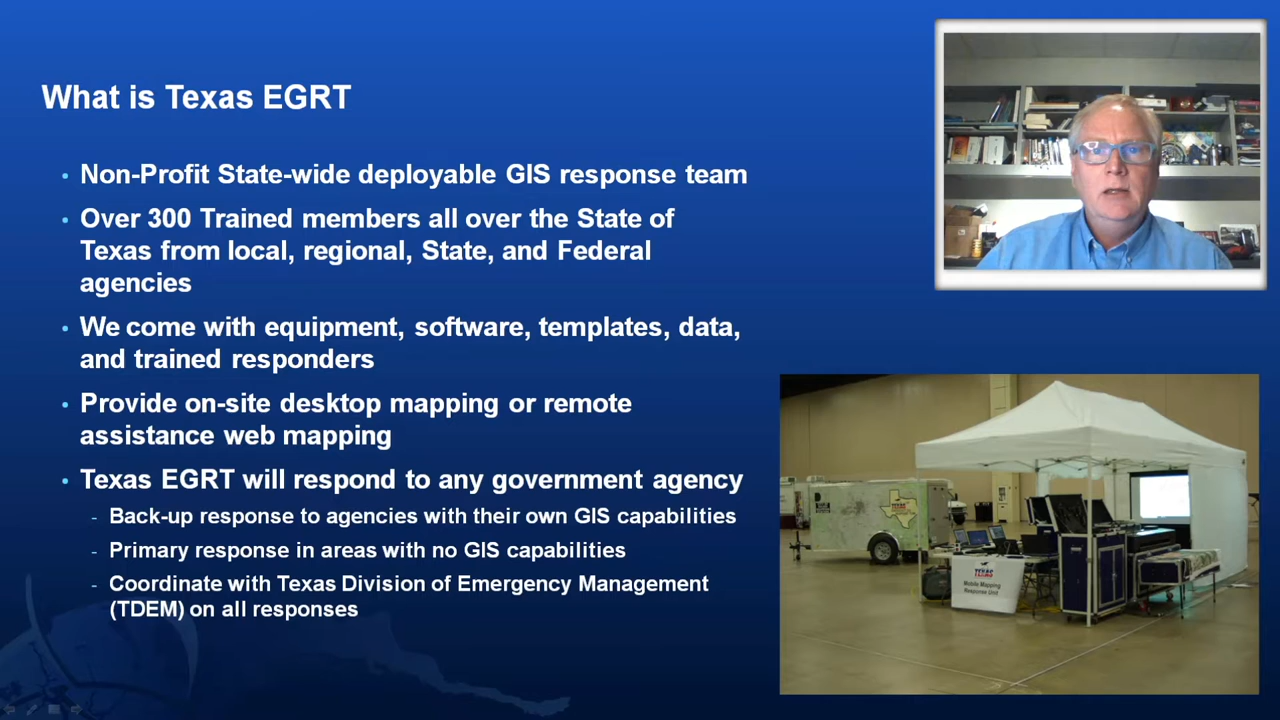 What is Texas EGRT
• Non-Profit State-wide deployable GIS response team
• Over 300 Trained members all over the State of
Texas from local, regional, State, and Federal
agencies
• We come with equipment, software, templates, data,
and trained responders
• Provide on-site desktop mapping or remote
assistance web mapping
• Texas EGRT will respond to any government agency
- Back-up response to agencies with their own GIS capabilities
- Primary response in areas with no GIS capabilities
- Coordinate with Texas Division of Emergency Management
(TDEM) on all responses
TEXAS
Mobile Mapping
Response Unit